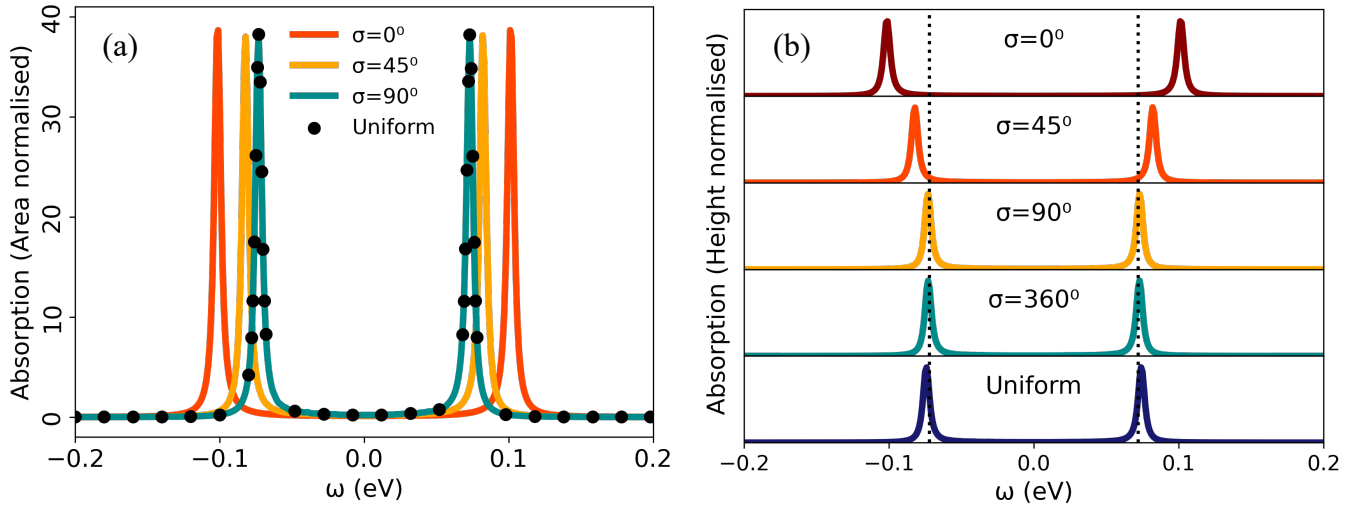 (a)
σ=0⁰
σ=45⁰
σ=90⁰
Uniform
Absorption (Area normalised)
40
30
20
10
0
−0.2
−0.1
0.0
0.1
0.2
ω (eV)
(b)
σ=0⁰
σ=45⁰
σ=90⁰
σ=360⁰
Uniform
Absorption (Height normalised)
−0.2
−0.1
0.0
0.1
0.2
ω (eV)